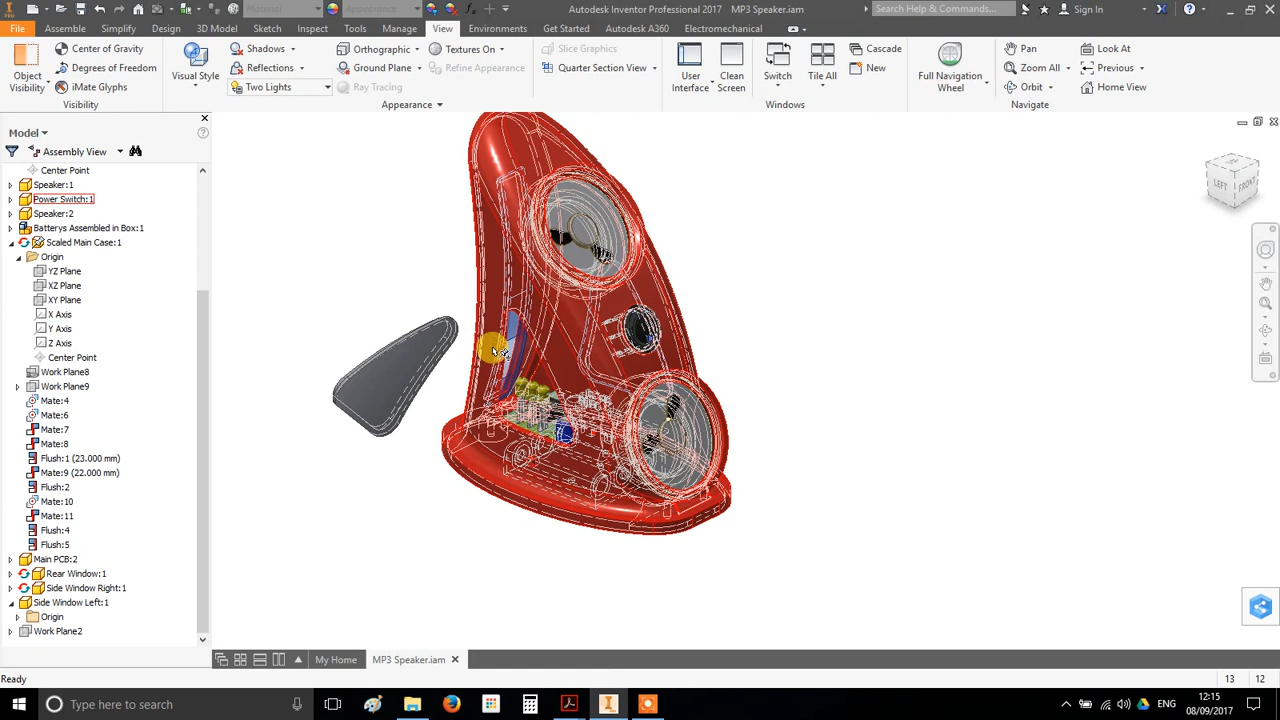 Material
Appearance
Autodesk Inventor Professional 2017 MP3 Speaker.iam
Search Help & Commands...
Sign In
File Assembly Simplify Design 3D Model Sketch Inspect Tools Manage View Environments Get Started Autodesk A360 Electromechanical
Object Visibility
Center of Gravity
Degrees of Freedom
iMate Glyphs
Visibility
Visual Style
Shadows
Reflections
Two Lights
Orthographic
Ground Plane
Ray Tracing
Textures On
Refine Appearance
Slice Graphics
Quarter Section View
Appearance
User Interface
Clean Screen
Switch
Tile All
Cascade
New
Windows
Full Navigation Wheel
Pan
Zoom All
Orbit
Look At
Previous
Home View
Navigate
Model
Assembly View
Center Point
Speaker:1
Power Switch:1
Speaker:2
Batterys Assembled in Box:1
Scaled Main Case:1
Origin
YZ Plane
XZ Plane
XY Plane
X Axis
Y Axis
Z Axis
Center Point
Work Plane8
Work Plane9
Mate:4
Mate:6
Mate:7
Mate:8
Flush:1 (23.000 mm)
Mate:9 (22.000 mm)
Flush:2
Mate:10
Mate:11
Flush:4
Flush:5
Main PCB:2
Rear Window:1
Side Window Right:1
Side Window Left:1
Origin
Work Plane2
LEFT
FRONT
My Home
MP3 Speaker.iam
Ready
13 12
Type here to search
ENG
12:15
08/09/2017